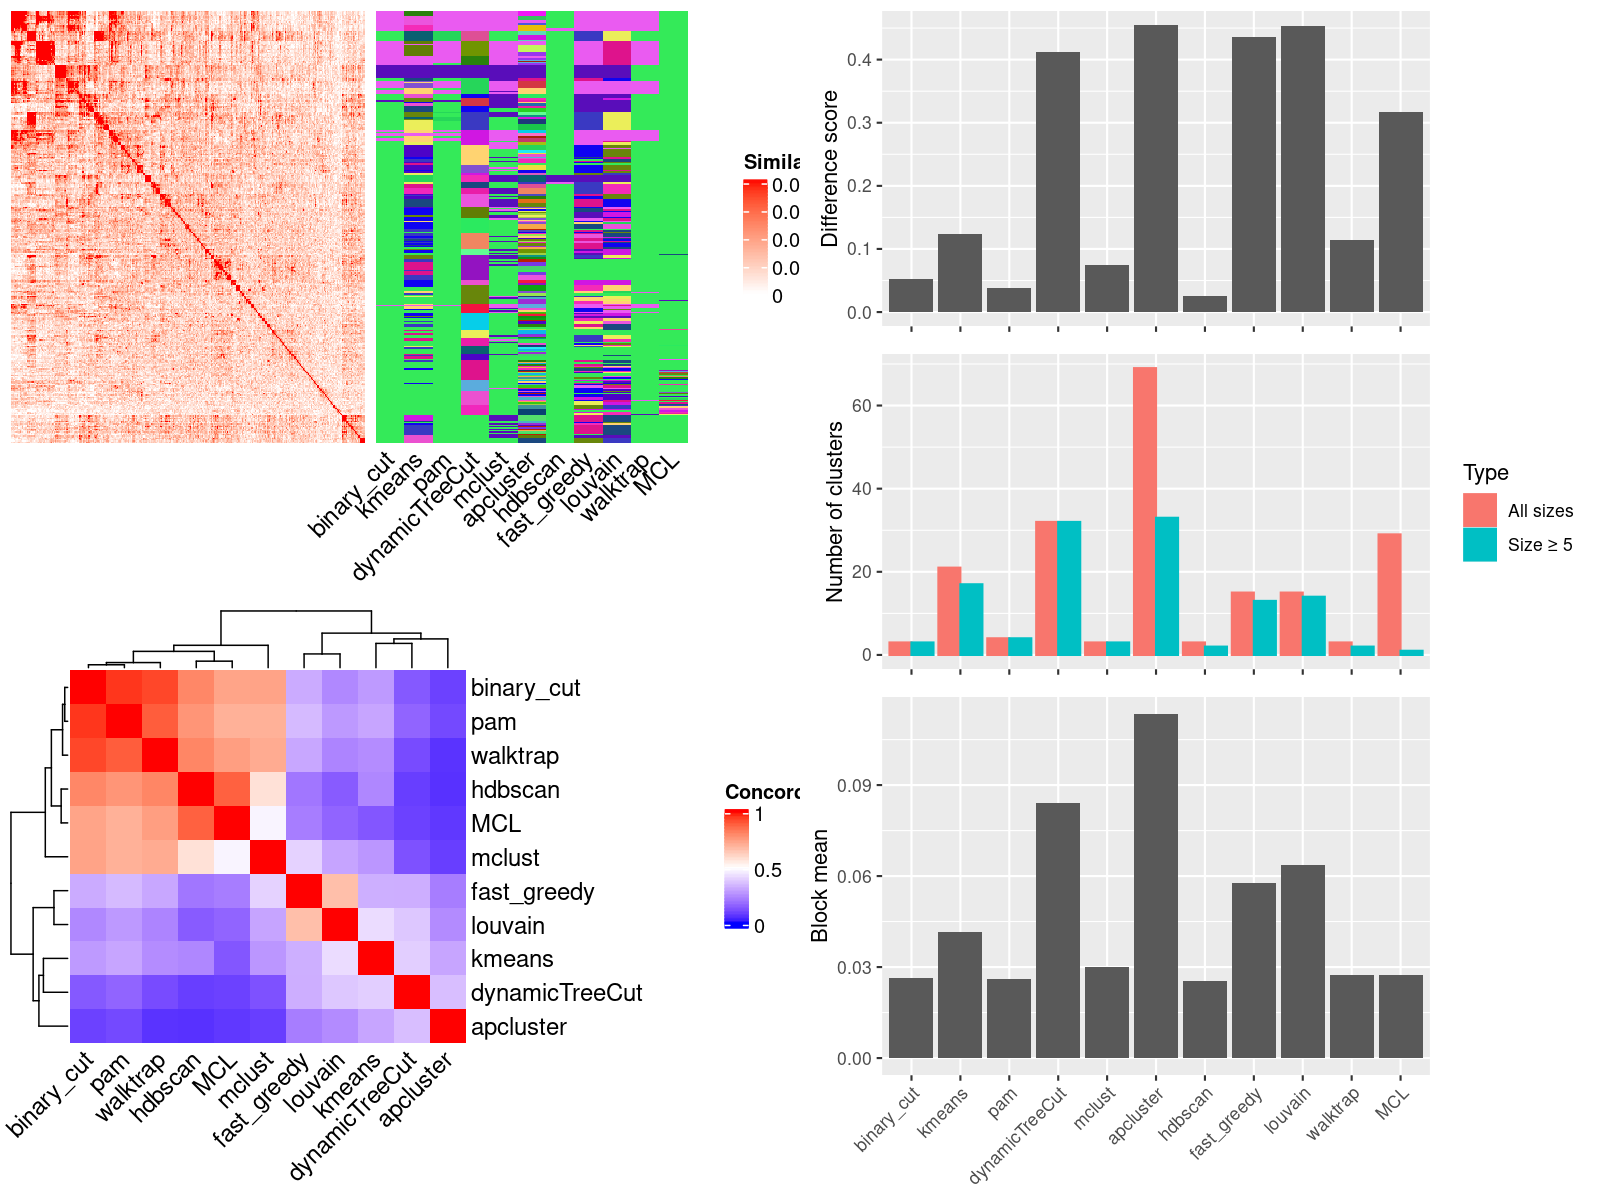 Simila
0.0
0.0
0.0
0.0
0
binary_cut
kmeans
pam
dynamicTreeCut
mclust
apcluster
hdbscan
fast_greedy
louvain
walktrap
MCL
binary_cut
pam
walktrap
hdbscan
MCL
mclust
fast_greedy
louvain
kmeans
dynamicTreeCut
apcluster
binary_cut
pam
walktrap
hdbscan
MCL
mclust
fast_greedy
louvain
kmeans
dynamicTreeCut
apcluster
Concord
1
0.5
0
Difference score
0.4
0.3
0.2
0.1
0.0
Number of clusters
60
40
20
0
Type
All sizes
Size ≥ 5
Block mean
0.09
0.06
0.03
0.00
binary_cut
kmeans
pam
dynamicTreeCut
mclust
apcluster
hdbscan
fast_greedy
louvain
walktrap
MCL